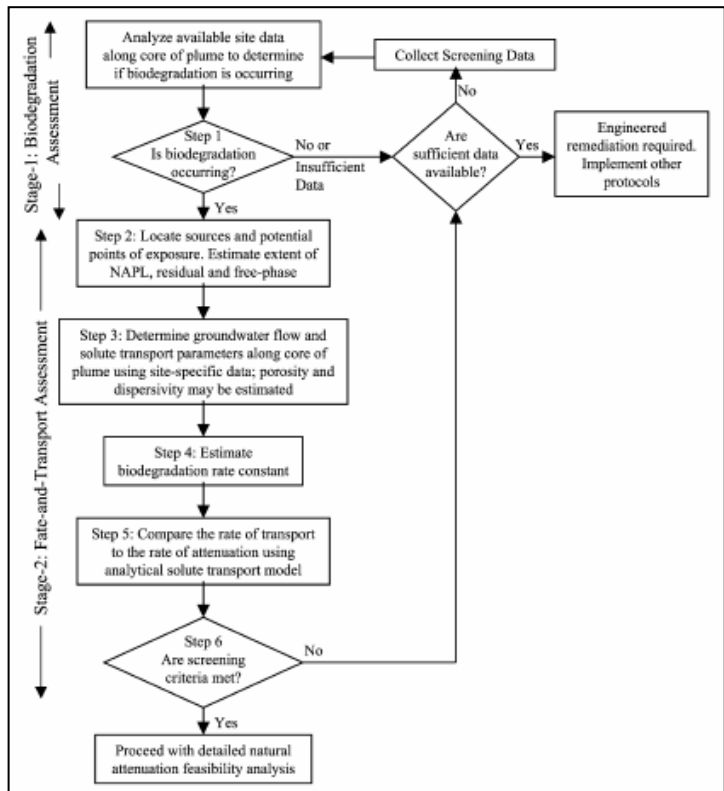 Analyze available site data
along core of plume to determine
if biodegradation is occurring
Collect Screening Data
No
Step 1
Is biodegradation
occurring?
No or
Insufficient
Data
Are
sufficient data
available?
Yes
Engineered
remediation required.
Implement other
protocols
Yes
Stage-1: Biodegradation
Assessment
Step 2: Locate sources and potential
points of exposure. Estimate extent of
NAPL, residual and free-phase
Step 3: Determine groundwater flow and
solute transport parameters along core of
plume using site-specific data; porosity and
dispersivity may be estimated
Step 4: Estimate
biodegradation rate constant
Step 5: Compare the rate of transport
to the rate of attenuation using
analytical solute transport model
Step 6
Are screening
criteria met?
No
Yes
Proceed with detailed natural
attenuation feasibility analysis
Stage-2: Fate-and-Transport Assessment